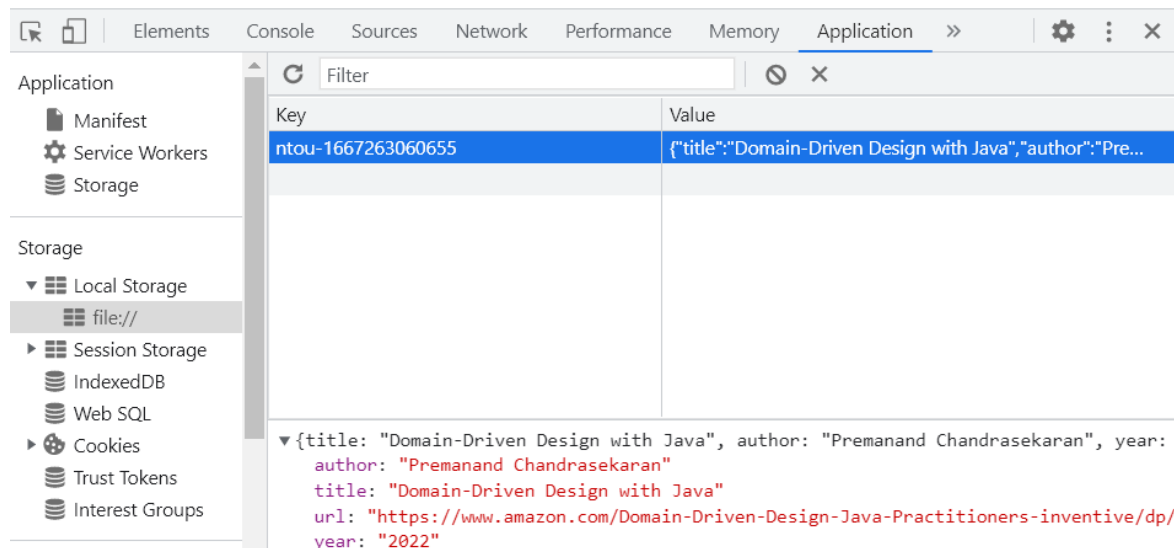 Elements Console Sources Network Performance Memory Application »
Application
Manifest
Service Workers
Storage
Storage
Local Storage
file://
Session Storage
IndexedDB
Web SQL
Cookies
Trust Tokens
Interest Groups
Filter
Key Value
ntou-1667263060655 {"title":"Domain-Driven Design with Java","author":"Pre...
{title: "Domain-Driven Design with Java", author: "Premanand Chandrasekaran", year:
author: "Premanand Chandrasekaran"
title: "Domain-Driven Design with Java"
url: "https://www.amazon.com/Domain-Driven-Design-Java-Practitioners-inventive/dp/
year: "2022"